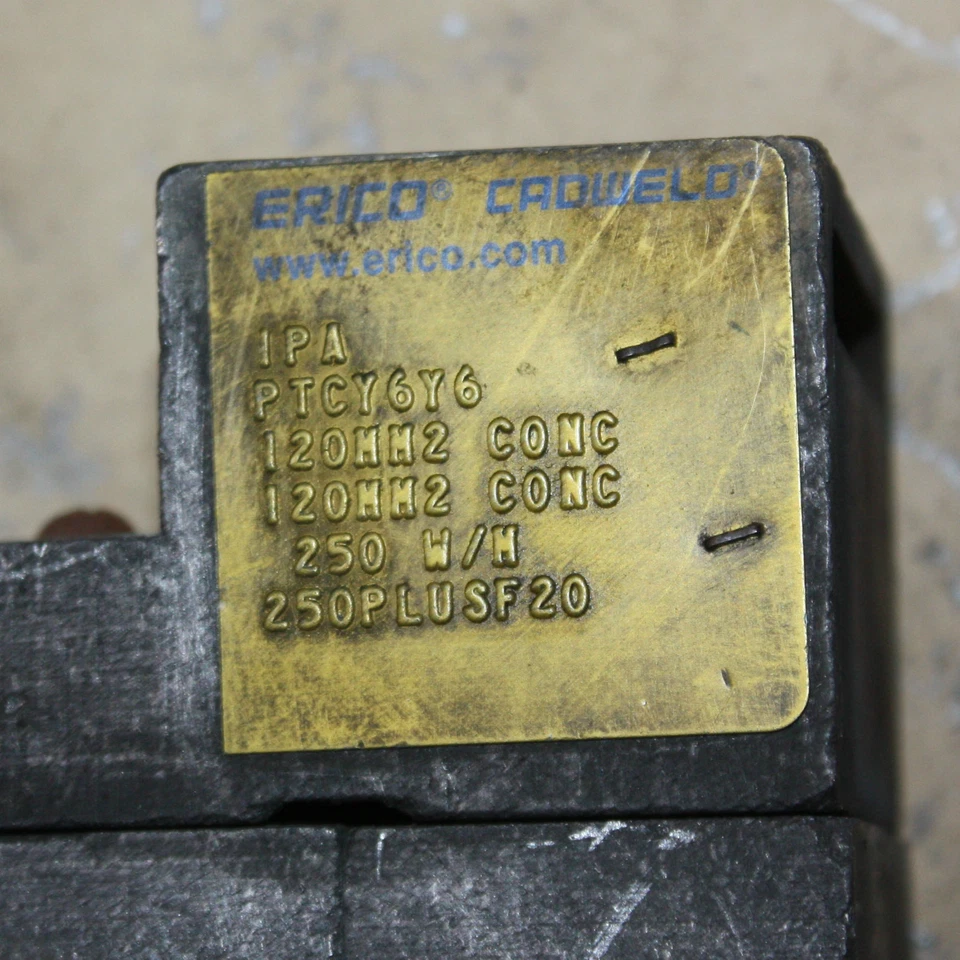 ERICO® CADWELD®
www.erico.com
1PA
PTCY6Y6
120MM2 CONC
120MM2 CONC
250 W/M
250PLUSF20